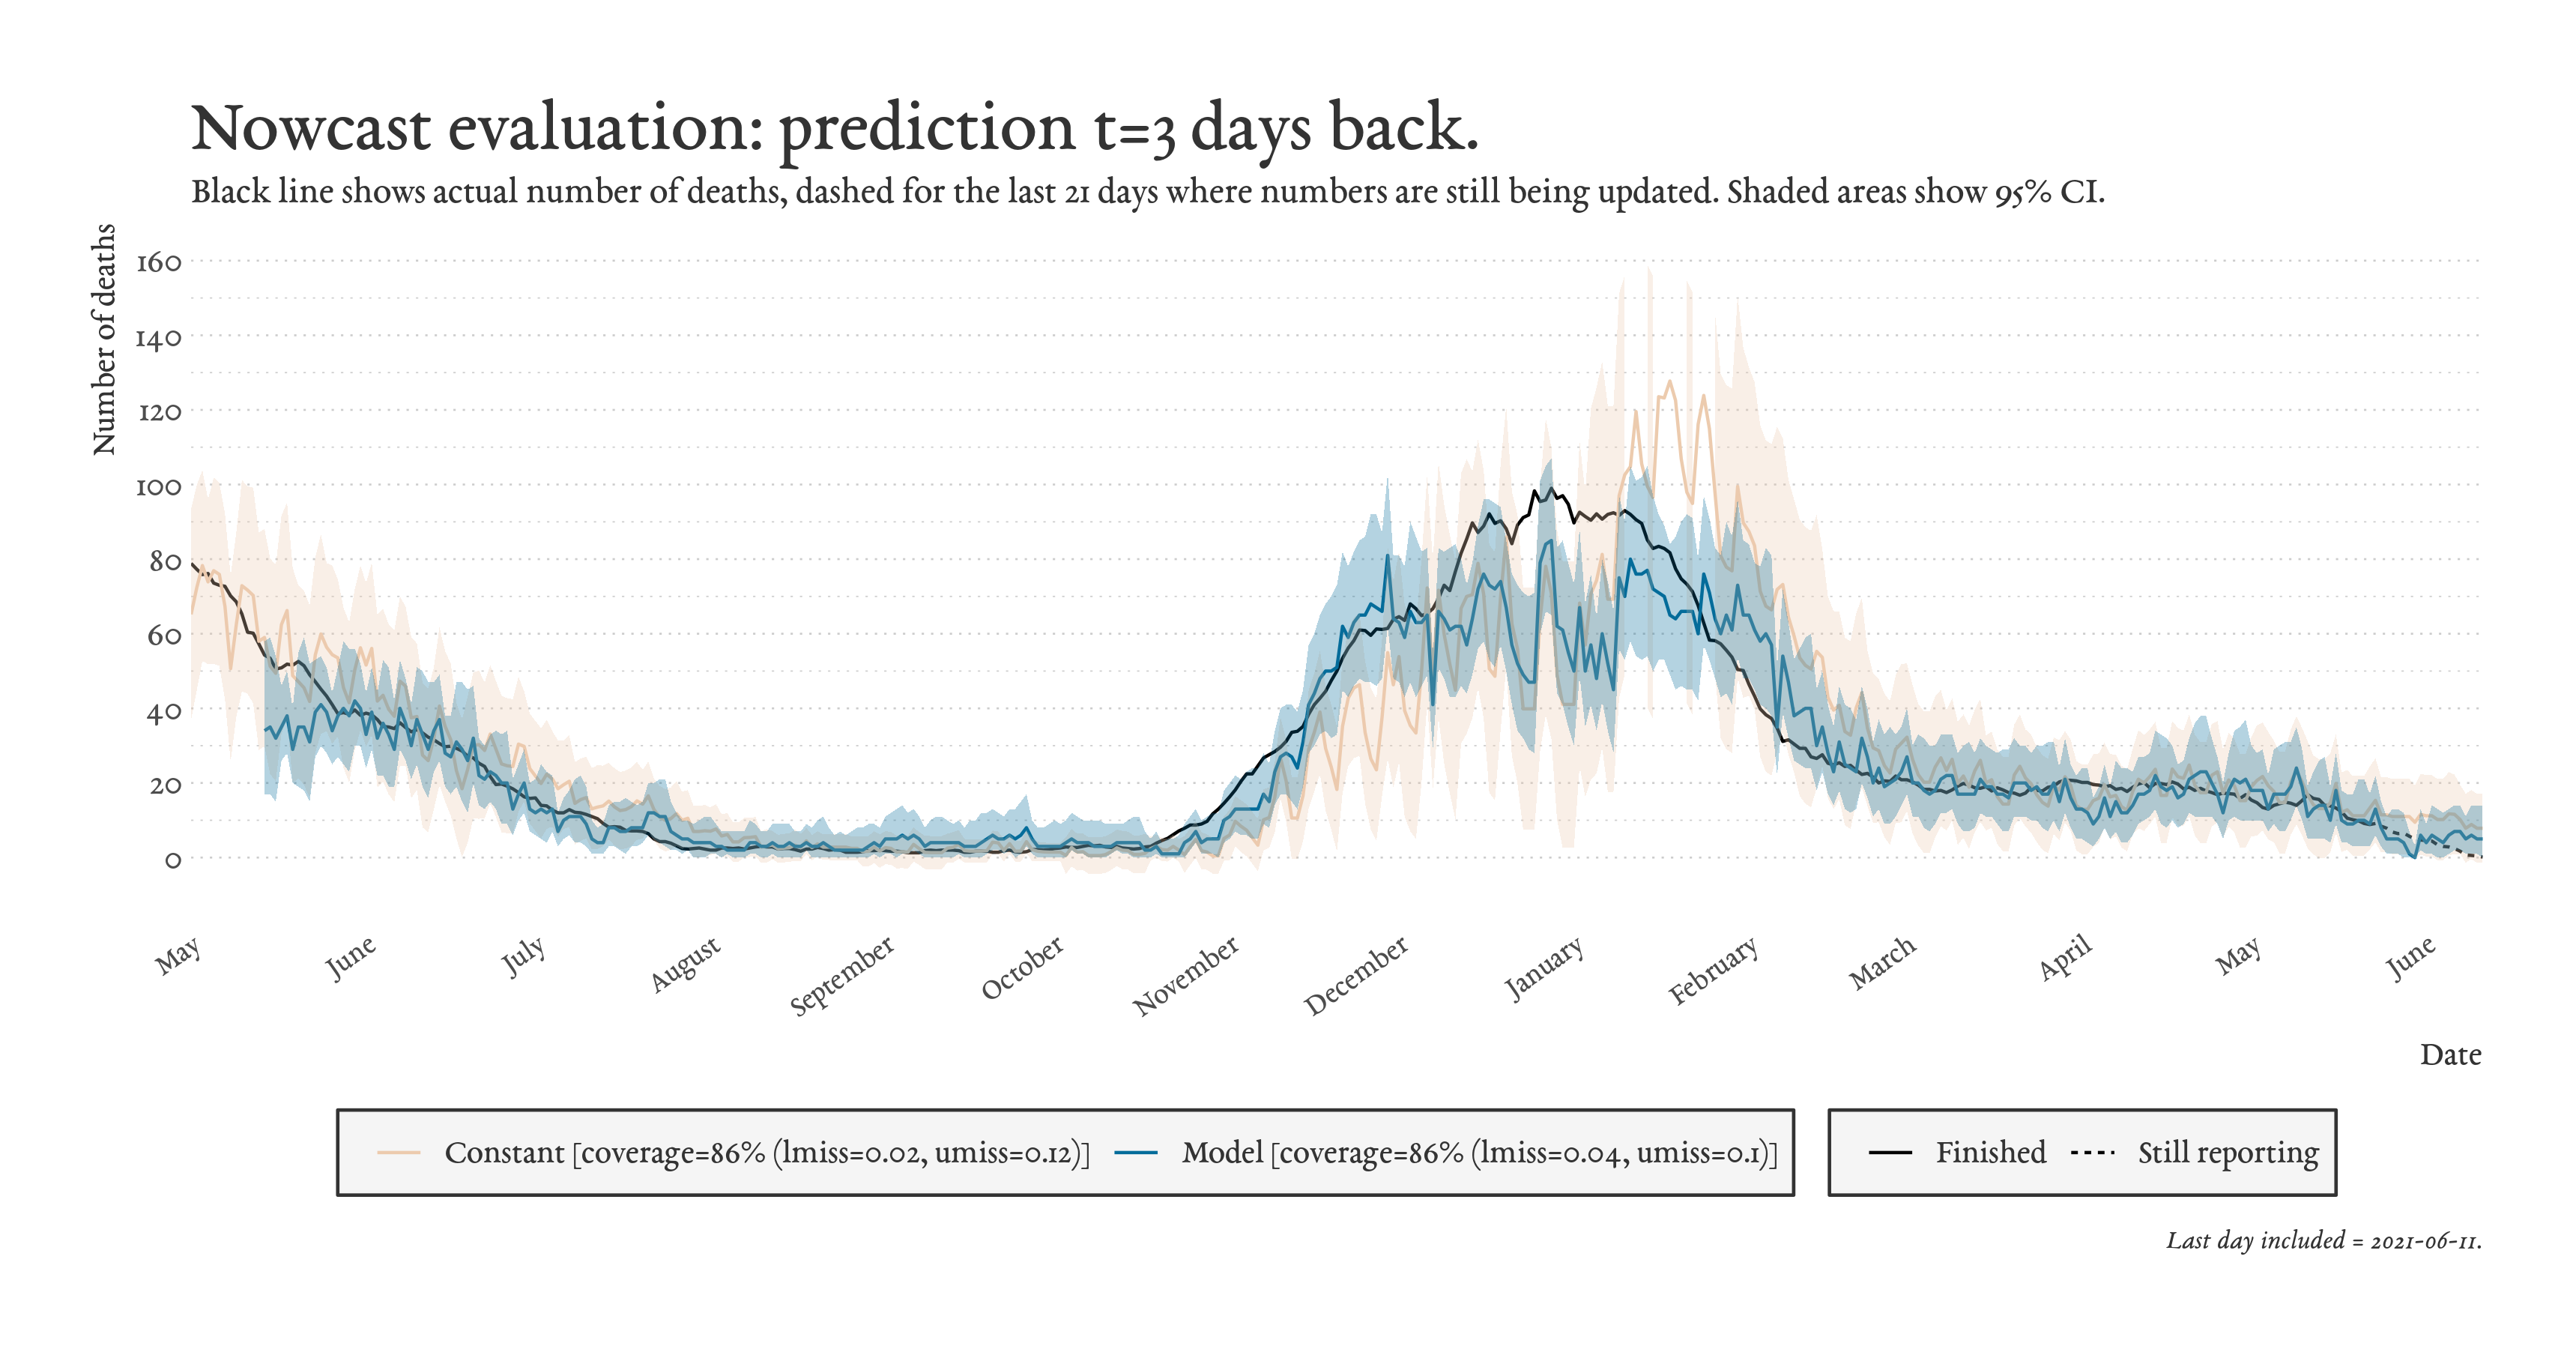 Nowcast evaluation: prediction t=3 days back.
Black line shows actual number of deaths, dashed for the last 21 days where numbers are still being updated. Shaded areas show 95% CI.
Number of deaths
160
140
120
100
80
60
40
20
0
May June July August September October November December January February March April May June
Date
Constant [coverage=86% (lmiss=0.02, umiss=0.12)] Model [coverage=86% (lmiss=0.04, umiss=0.1)] Finished Still reporting
Last day included = 2021-06-11.